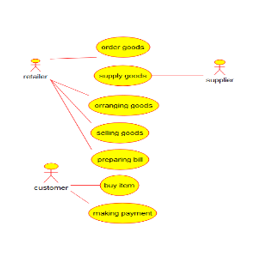 order goods
retailer
supply goods
supplier
arranging goods
selling goods
preparing bill
customer
buy item
making payment